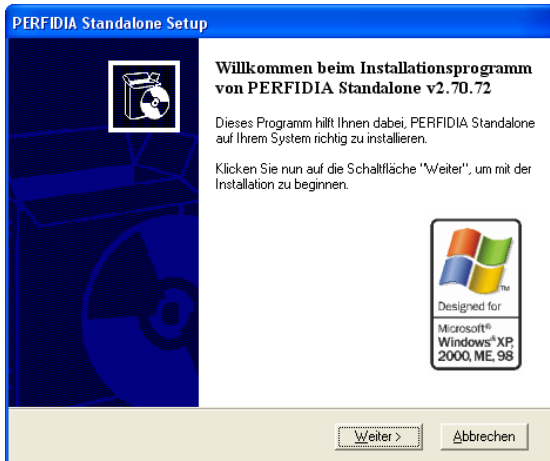 PERFIDIA Standalone Setup
Willkommen beim Installationsprogramm
von PERFIDIA Standalone v2.70.72
Dieses Programm hilft Ihnen dabei, PERFIDIA Standalone
auf Ihrem System richtig zu installieren.
Klicken Sie nun auf die Schaltfläche "Weiter", um mit der
Installation zu beginnen.
TM
Designed for
Microsoft®
Windows® XP,
2000, ME, 98
Weiter >
Abbrechen